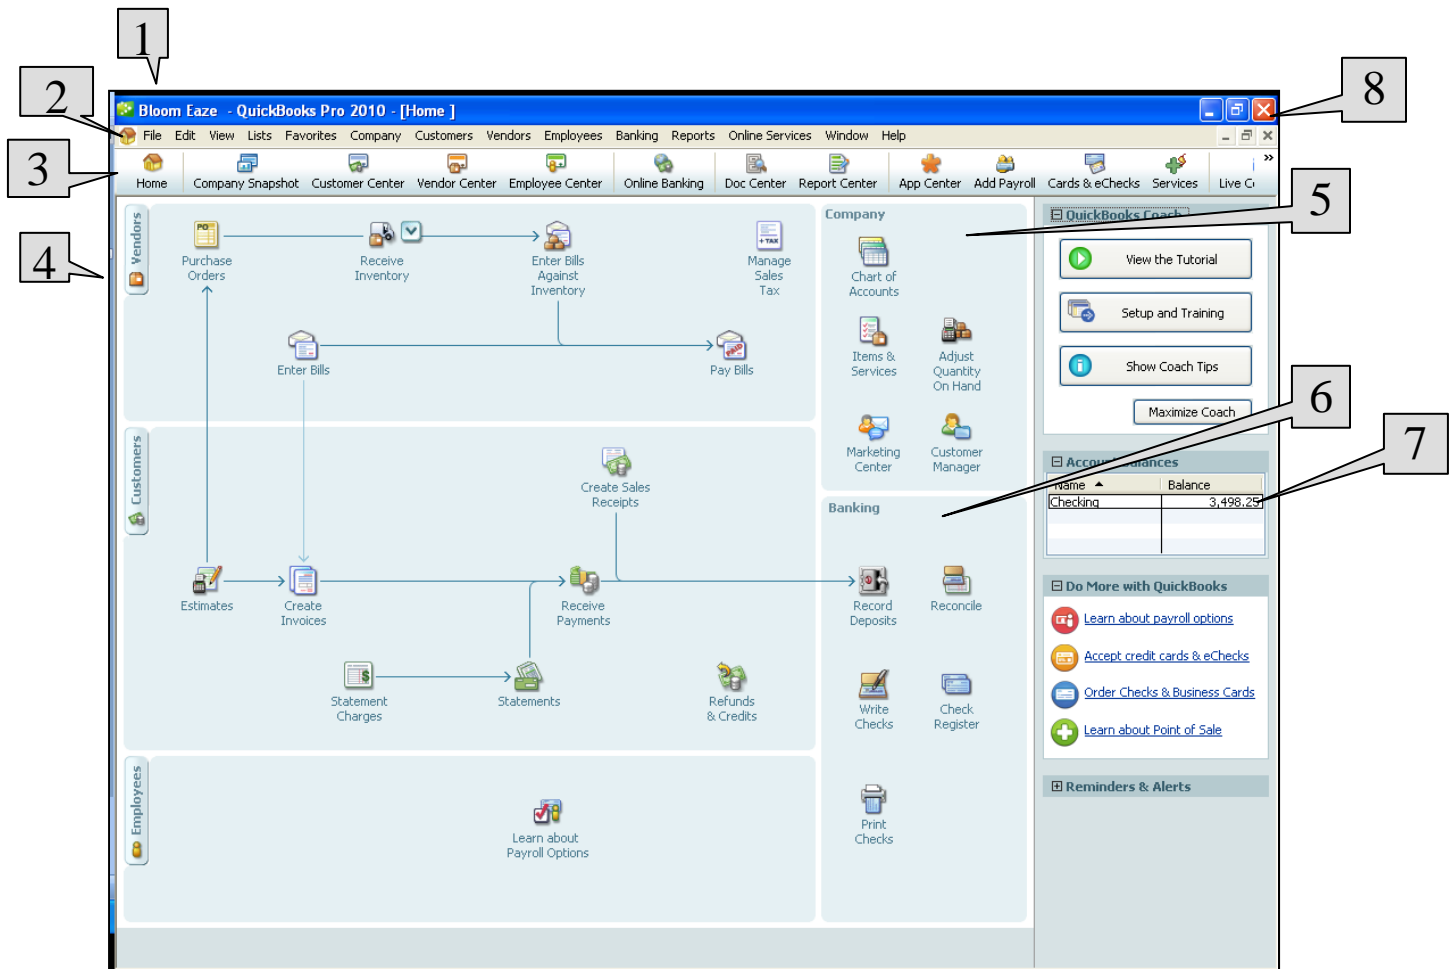 1
2
3
4
5
6
7
8
Bloom Eaze - QuickBooks Pro 2010 - [Home ]
File Edit View Lists Favorites Company Customers Vendors Employees Banking Reports Online Services Window Help
Home Company Snapshot Customer Center Vendor Center Employee Center Online Banking Doc Center Report Center App Center Add Payroll Cards & eChecks Services Live »
Vendors
PO
Purchase
Orders
Receive
Inventory
Enter Bills
Against
Inventory
+ TAX
Manage
Sales
Tax
Enter Bills
PAID
Pay Bills
Customers
Create Sales
Receipts
Estimates
Create
Invoices
Receive
Payments
$
Statement
Charges
Statements
Refunds
& Credits
Employees
Learn about
Payroll Options
Company
Chart of
Accounts
Items &
Services
Adjust
Quantity
On Hand
Marketing
Center
Customer
Manager
Banking
Record
Deposits
Reconcile
Write
Checks
Check
Register
Print
Checks
QuickBooks Coach
View the Tutorial
Setup and Training
Show Coach Tips
Maximize Coach
Account Balances
Name Balance
Checking 3,498.25
Do More with QuickBooks
Learn about payroll options
Accept credit cards & eChecks
Order Checks & Business Cards
Learn about Point of Sale
Reminders & Alerts